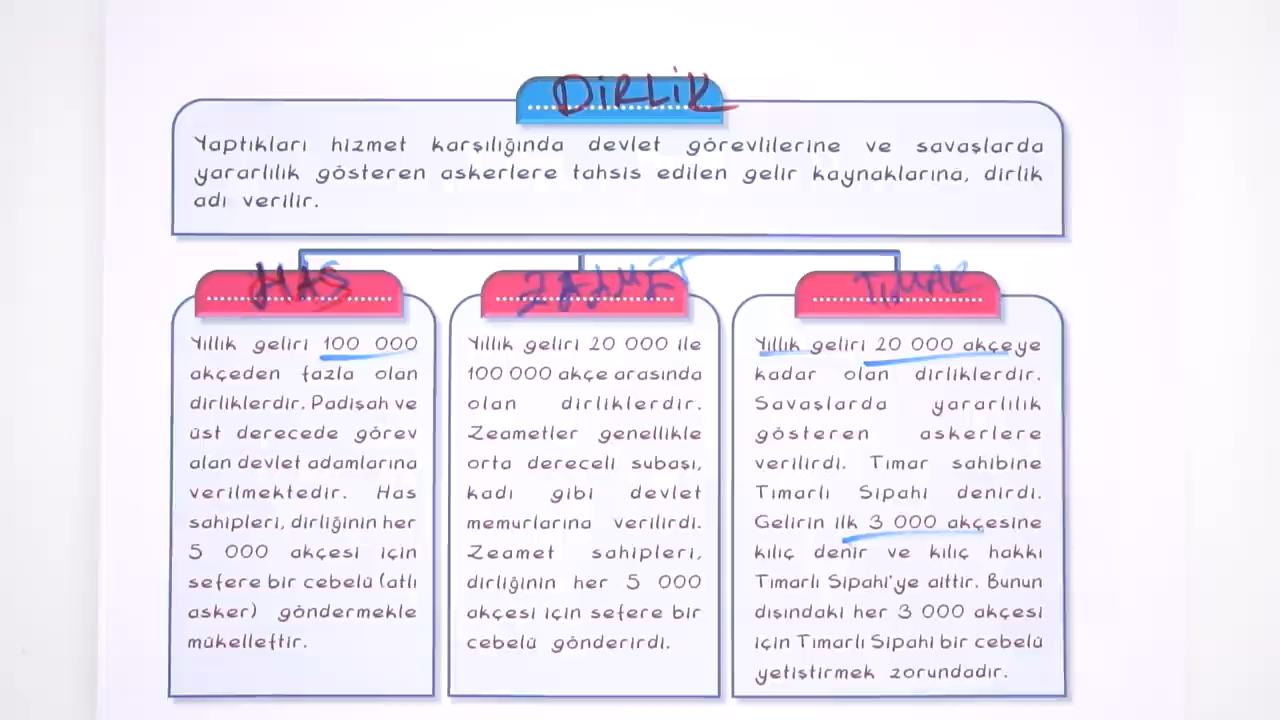 DİRLİK
Yaptıkları hizmet karşılığında devlet görevlilerine ve savaşlarda
yararlılık gösteren askerlere tahsis edilen gelir kaynaklarına, dirlik
adı verilir.
HAS
Yıllık geliri 100 000
akçeden fazla olan
dirliklerdir. Padişah ve
üst derecede görev
alan devlet adamlarına
verilmektedir. Has
sahipleri, dirliğinin her
5 000 akçesi için
sefere bir cebelü (atlı
asker) göndermekle
mükelleftir.
ZEAMET
Yıllık geliri 20 000 ile
100 000 akçe arasında
olan dirliklerdir.
Zeametler genellikle
orta dereceli subaşı,
kadı gibi devlet
memurlarına verilirdi.
Zeamet sahipleri,
dirliğinin her 5 000
akçesi için sefere bir
cebelü gönderirdi.
TIMAR
Yıllık geliri 20 000 akçeye
kadar olan dirliklerdir.
Savaşlarda yararlılık
gösteren askerlere
verilirdi. Tımar sahibine
Tımarlı Sipahi denirdi.
Gelirin ilk 3 000 akçesine
kılıç denir ve kılıç hakkı
Tımarlı Sipahi'ye aittir. Bunun
dışındaki her 3 000 akçesi
için Tımarlı Sipahi bir cebelü
yetiştirmek zorundadır.